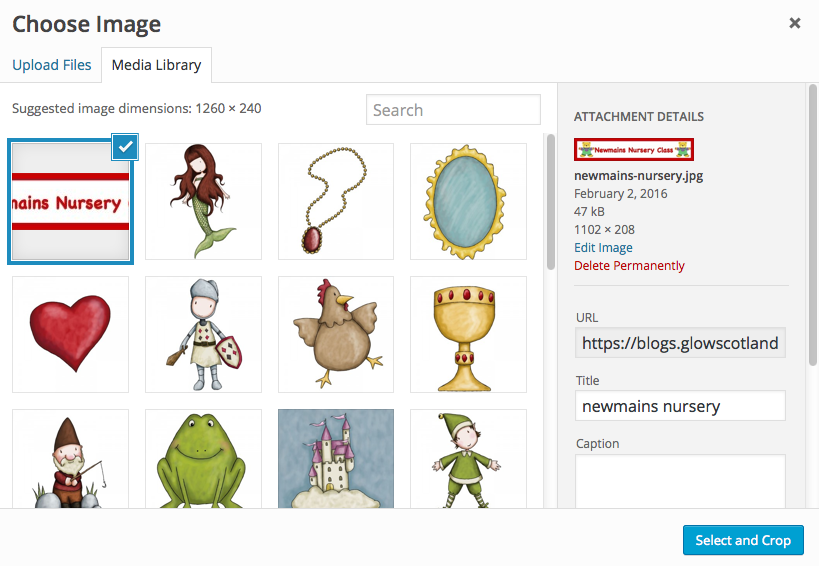 Choose Image
Upload Files
Media Library
Suggested image dimensions: 1260 × 240
Search
mains Nursery
ATTACHMENT DETAILS
Newmains Nursery Class
newmains-nursery.jpg
February 2, 2016
47 kB
1102 × 208
Edit Image
Delete Permanently
URL
https://blogs.glowscotland
Title
newmains nursery
Caption
Select and Crop